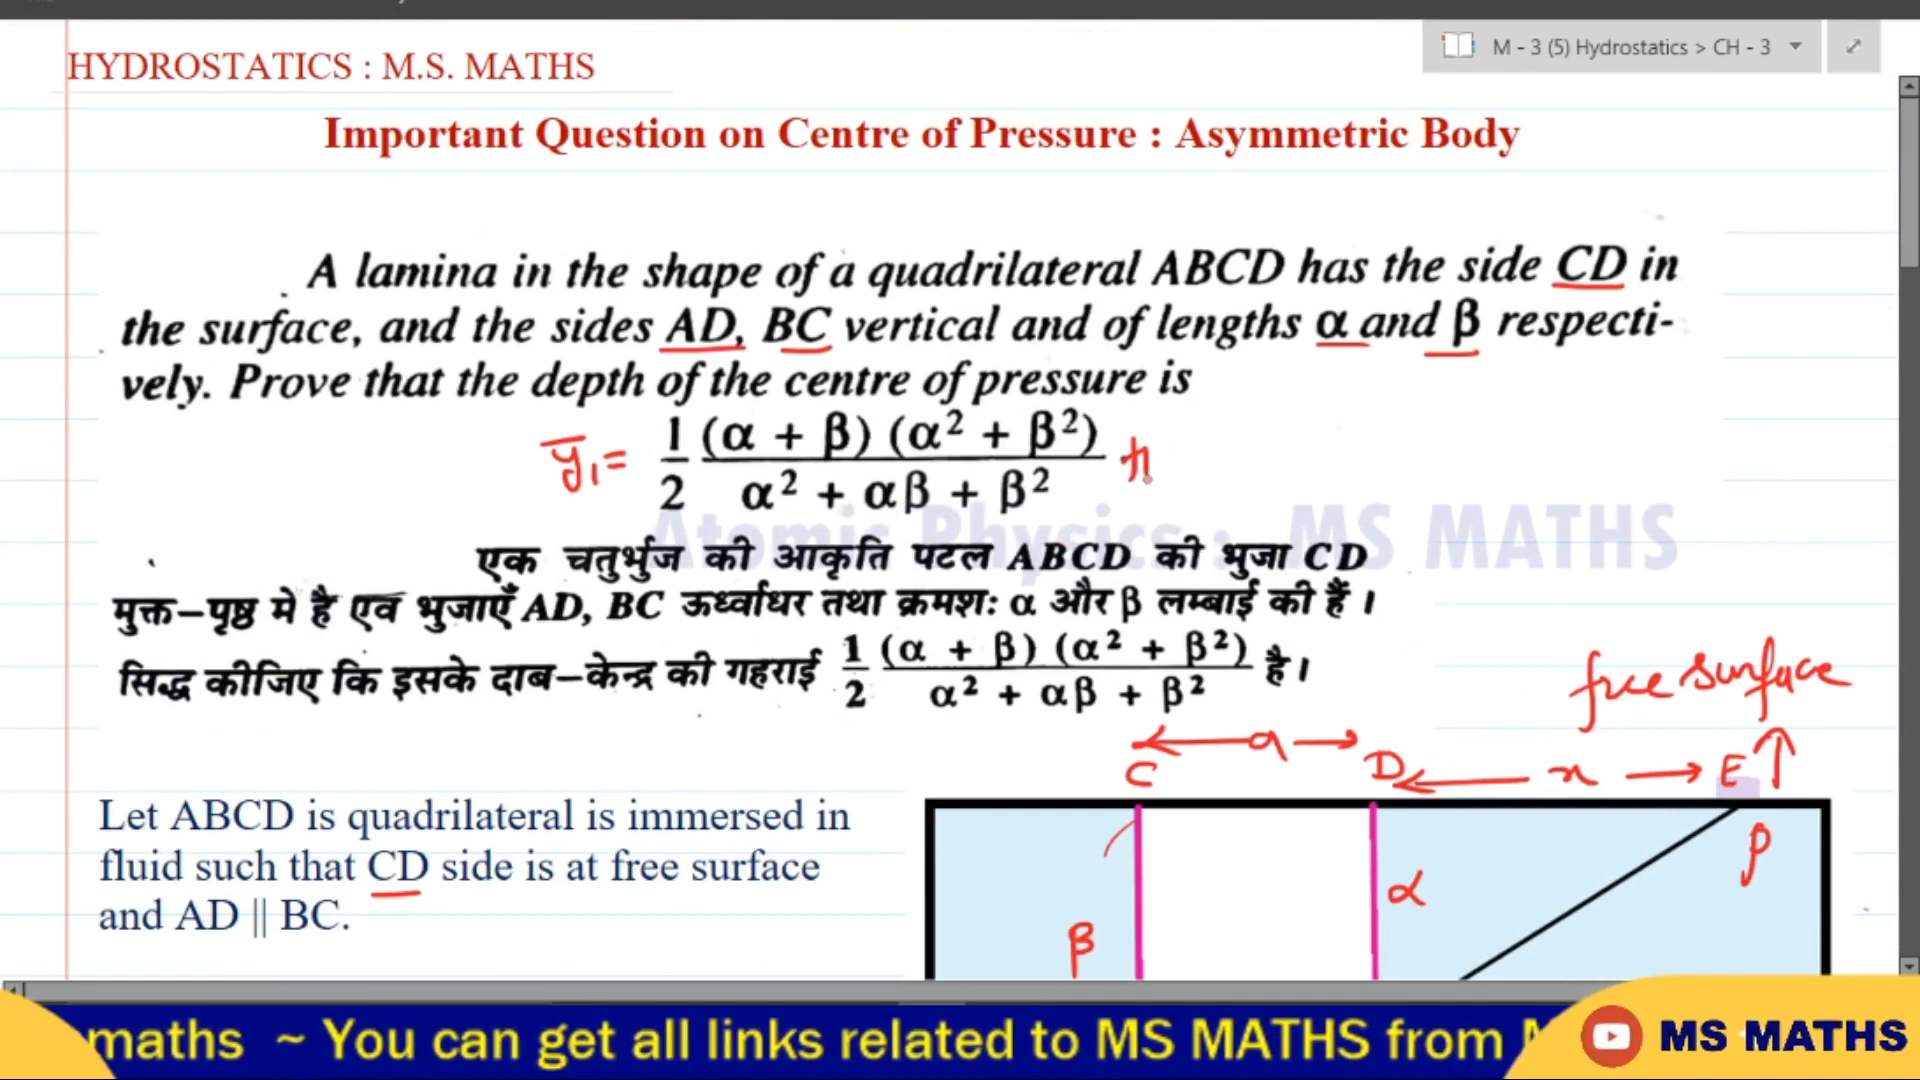 HYDROSTATICS : M.S. MATHS
M - 3 (5) Hydrostatics > CH - 3
Important Question on Centre of Pressure : Asymmetric Body
A lamina in the shape of a quadrilateral ABCD has the side CD in
the surface, and the sides AD, BC vertical and of lengths α and β respecti-
vely. Prove that the depth of the centre of pressure is
ȳ₁ = 1/2 (α + β) (α² + β²) / α² + αβ + β²
Atomic Physics : MS MATHS
एक चतुर्भुज की आकृति पटल ABCD की भुजा CD
मुक्त-पृष्ठ मे है एवं भुजाएँ AD, BC ऊर्ध्वाधर तथा क्रमश: α और β लम्बाई की हैं ।
सिद्ध कीजिए कि इसके दाब-केन्द्र की गहराई 1/2 (α + β) (α² + β²) / α² + αβ + β² है ।
free surface
a
C D x E
Let ABCD is quadrilateral is immersed in
fluid such that CD side is at free surface
and AD || BC.
ρ
α
β
maths ~ You can get all links related to MS MATHS from
MS MATHS